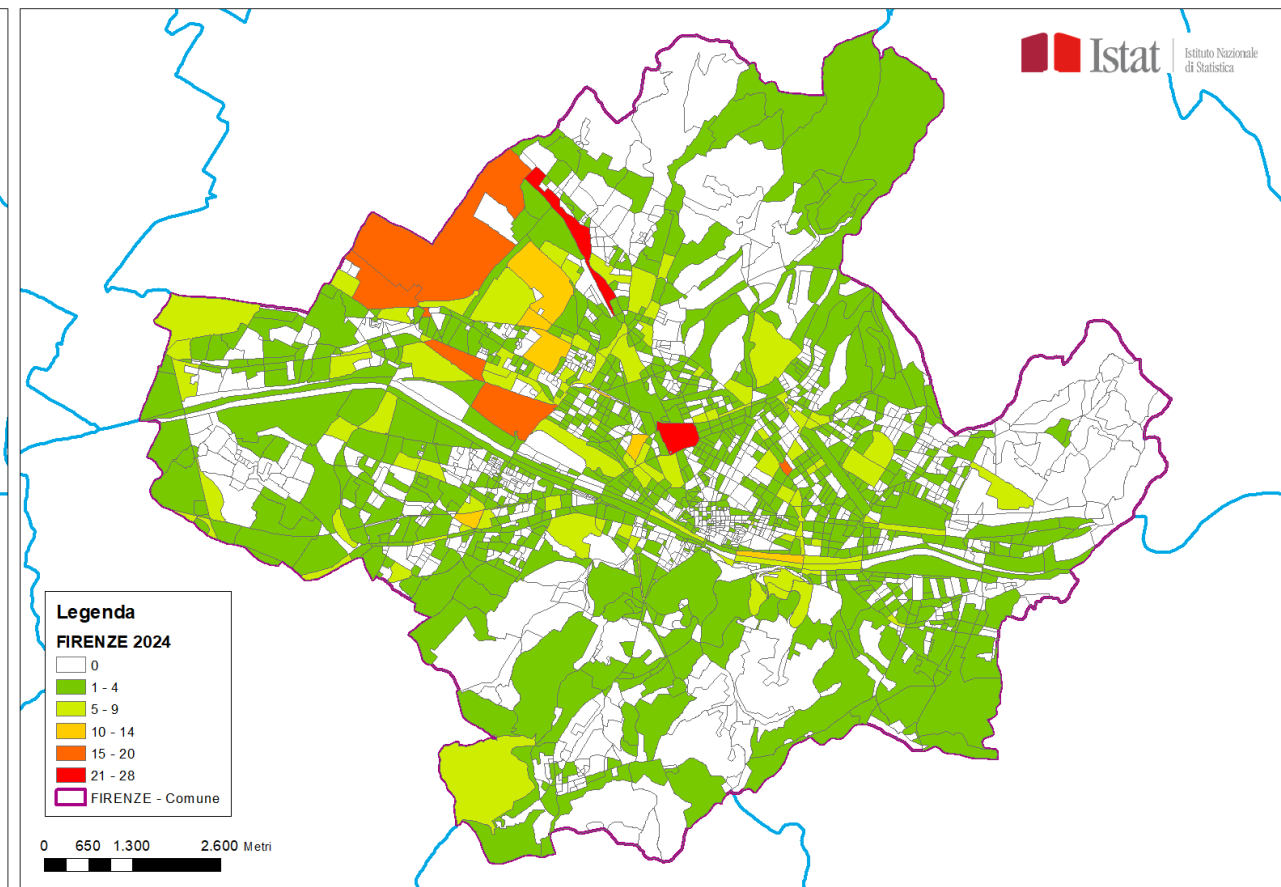 Istat
Istituto Nazionale
di Statistica
Legenda
FIRENZE 2024
0
1 - 4
5 - 9
10 - 14
15 - 20
21 - 28
FIRENZE - Comune
0 650 1.300 2.600 Metri